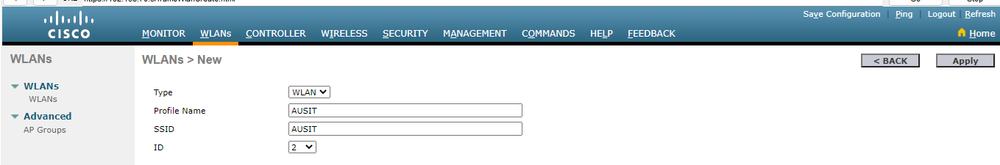 Save Configuration | Ping | Logout | Refresh
CISCO
MONITOR WLANs CONTROLLER WIRELESS SECURITY MANAGEMENT COMMANDS HELP FEEDBACK Home
WLANs
WLANs > New
< BACK Apply
WLANs
WLANs
Advanced
AP Groups
Type WLAN
Profile Name AUSIT
SSID AUSIT
ID 2